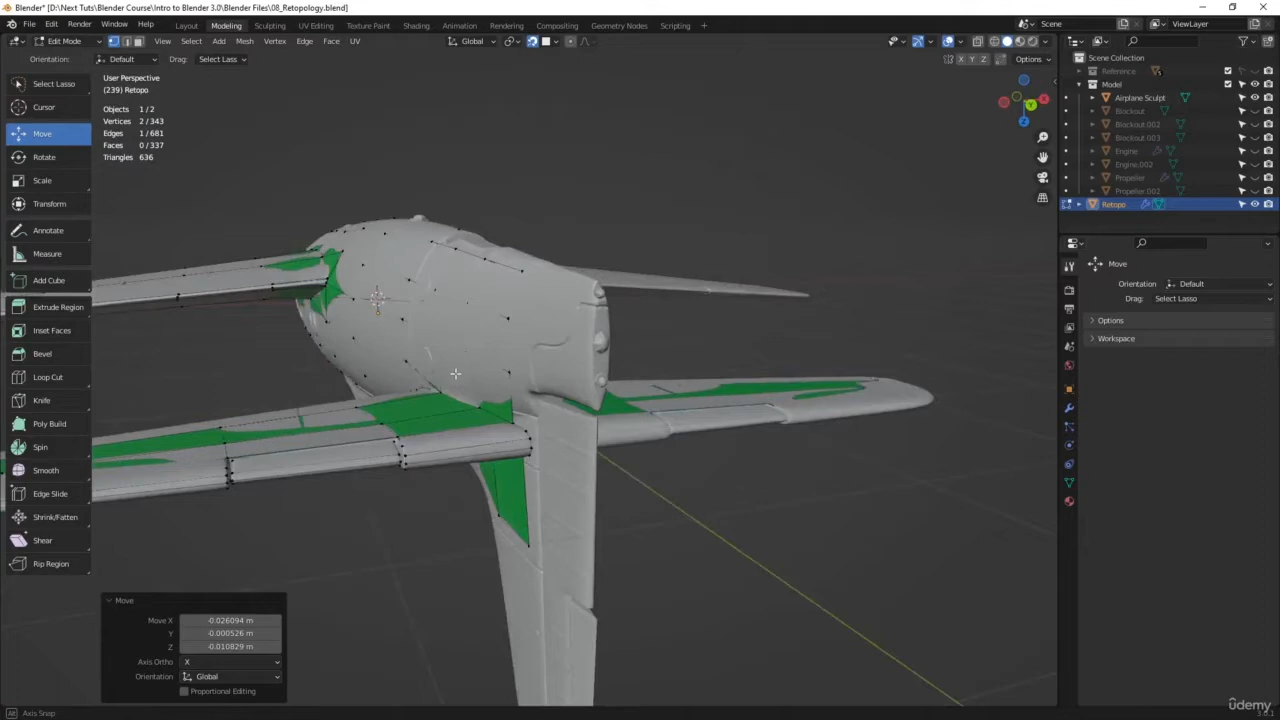 Blender* [D:\Next Tuts\Blender Course\Intro to Blender 3.0\Blender Files\08_Retopology.blend]
File Edit Render Window Help Layout Modeling Sculpting UV Editing Texture Paint Shading Animation Rendering Compositing Geometry Nodes Scripting Scene ViewLayer
Edit Mode View Select Add Mesh Vertex Edge Face UV Global
Orientation: Default Drag: Select Lasso X Y Z Options
User Perspective
(239) Retopo
Objects 1/2
Vertices 2/343
Edges 1/681
Faces 0/337
Triangles 636
Select Lasso
Cursor
Move
Rotate
Scale
Transform
Annotate
Measure
Add Cube
Extrude Region
Inset Faces
Bevel
Loop Cut
Knife
Poly Build
Spin
Smooth
Edge Slide
Shrink/Fatten
Shear
Rip Region
Move
Move X -0.026094 m
Y -0.000526 m
Z -0.010829 m
Axis Ortho X
Orientation Global
Proportional Editing
Axis Snap
X
Y
Z
Scene Collection
Reference
Model
Airplane Sculpt
Blockout
Blockout.002
Blockout.003
Engine
Engine.002
Propeller
Propeller.002
Retopo
Move
Orientation Default
Drag: Select Lasso
Options
Workspace
ûdemy